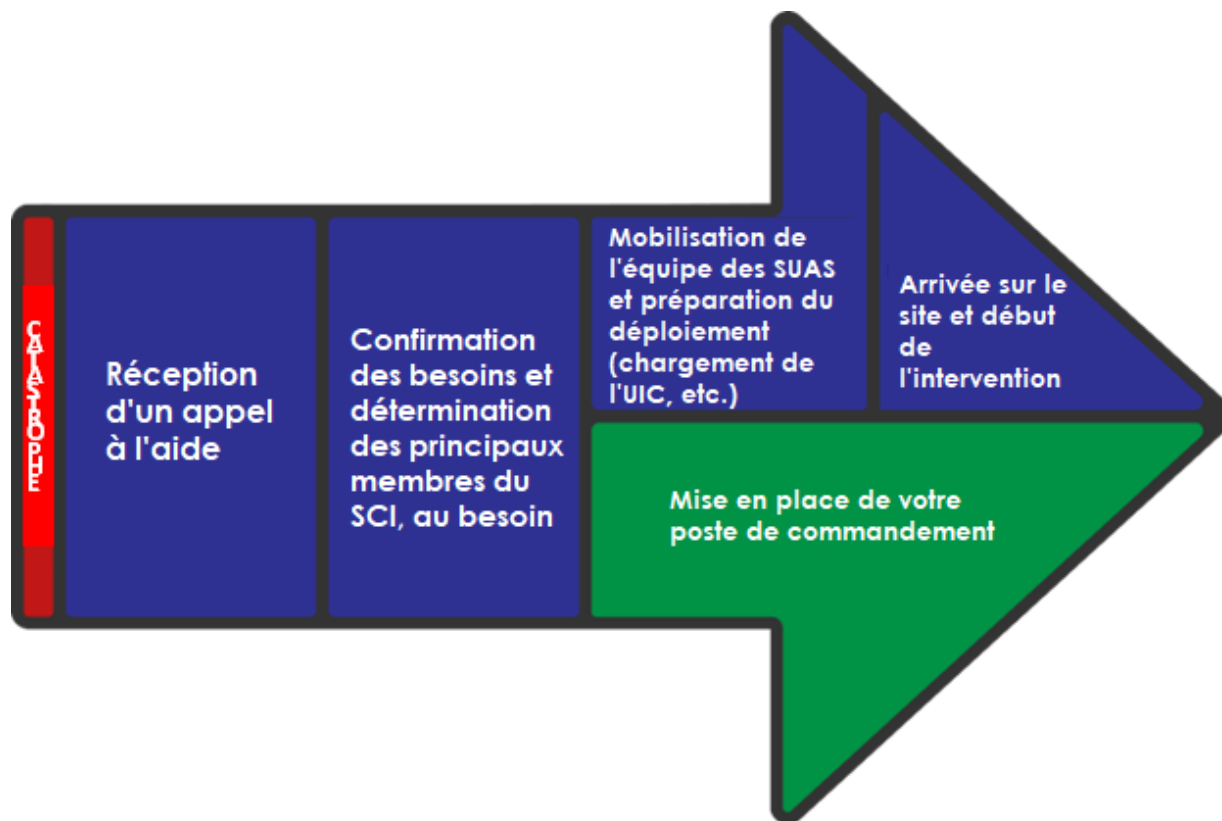 CATASTROPHE
Réception
d'un appel
à l'aide
Confirmation
des besoins et
détermination
des principaux
membres du
SCI, au besoin
Mobilisation de
l'équipe des SUAS
et préparation du
déploiement
(chargement de
l'UIC, etc.)
Arrivée sur le
site et début
de
l'intervention
Mise en place de votre
poste de commandement